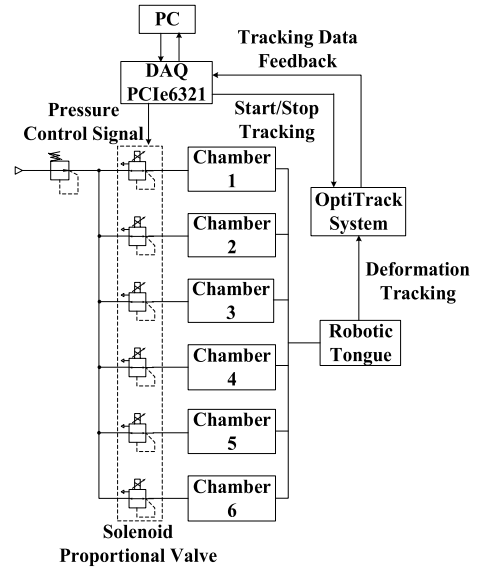 PC
DAQ
PCIe6321
Tracking Data
Feedback
Pressure
Control Signal
Start/Stop
Tracking
Chamber
1
OptiTrack
System
Chamber
2
Deformation
Tracking
Chamber
3
Robotic
Tongue
Chamber
4
Chamber
5
Chamber
6
Solenoid
Proportional Valve